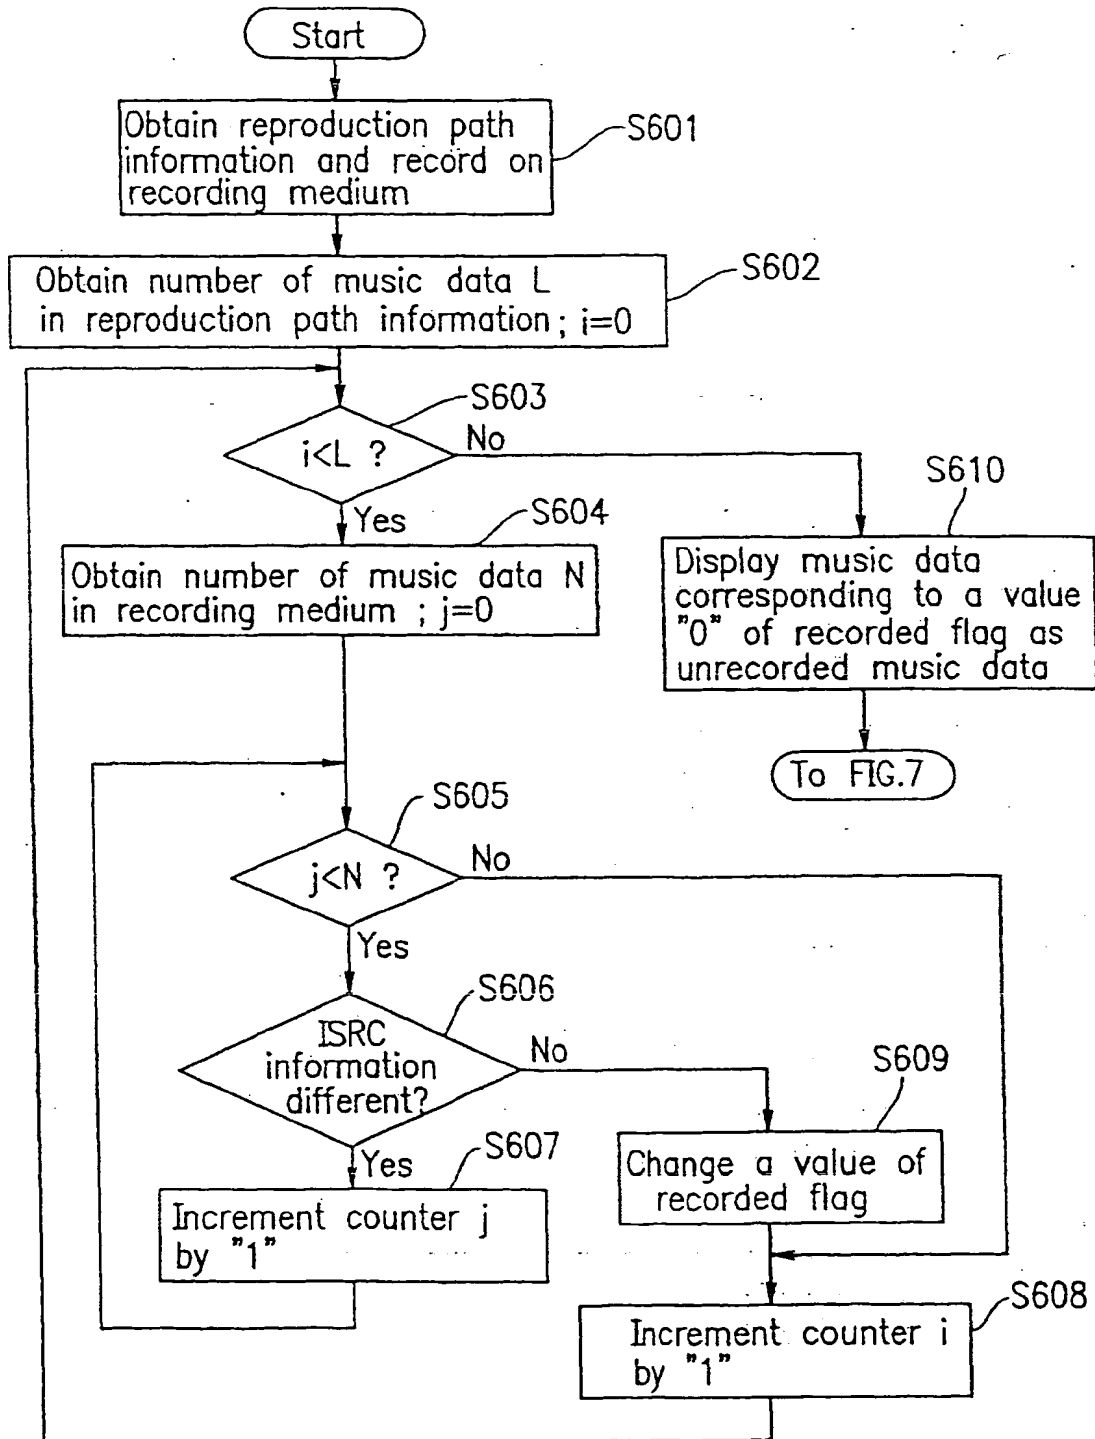 Start
Obtain reproduction path
information and record on
recording medium
S601
Obtain number of music data L
in reproduction path information; i=0
S602
S603
i<L ?
No
Yes
S604
S610
Obtain number of music data N
in recording medium ; j=0
Display music data
corresponding to a value
"0" of recorded flag as
unrecorded music data
To FIG.7
S605
j<N ?
No
Yes
S606
ISRC
information
different?
No
Yes
S607
S609
Change a value of
recorded flag
Increment counter j
by "1"
S608
Increment counter i
by "1"